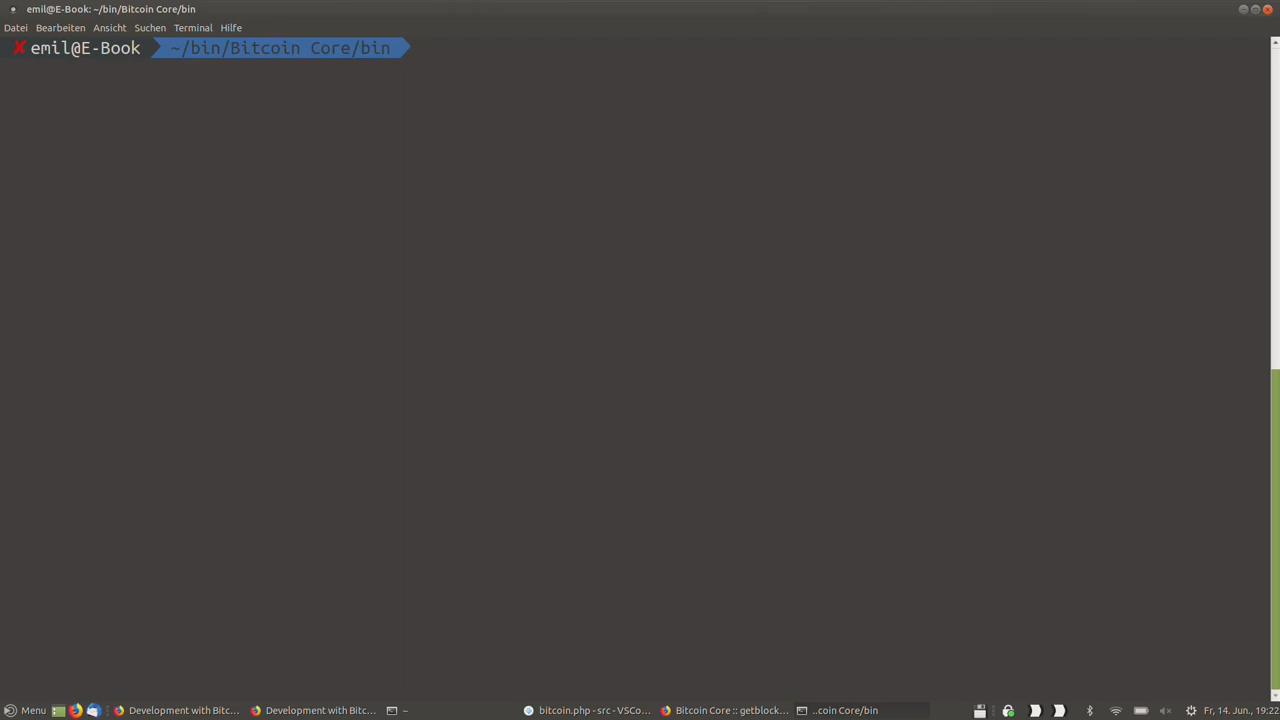 emil@E-Book: ~/bin/Bitcoin Core/bin
Datei Bearbeiten Ansicht Suchen Terminal Hilfe
✘ emil@E-Book ~/bin/Bitcoin Core/bin
Menu Development with Bitc... Development with Bitc... ~ bitcoin.php - src - VSCo... Bitcoin Core :: getblock... ..coin Core/bin Fr, 14. Jun., 19:22